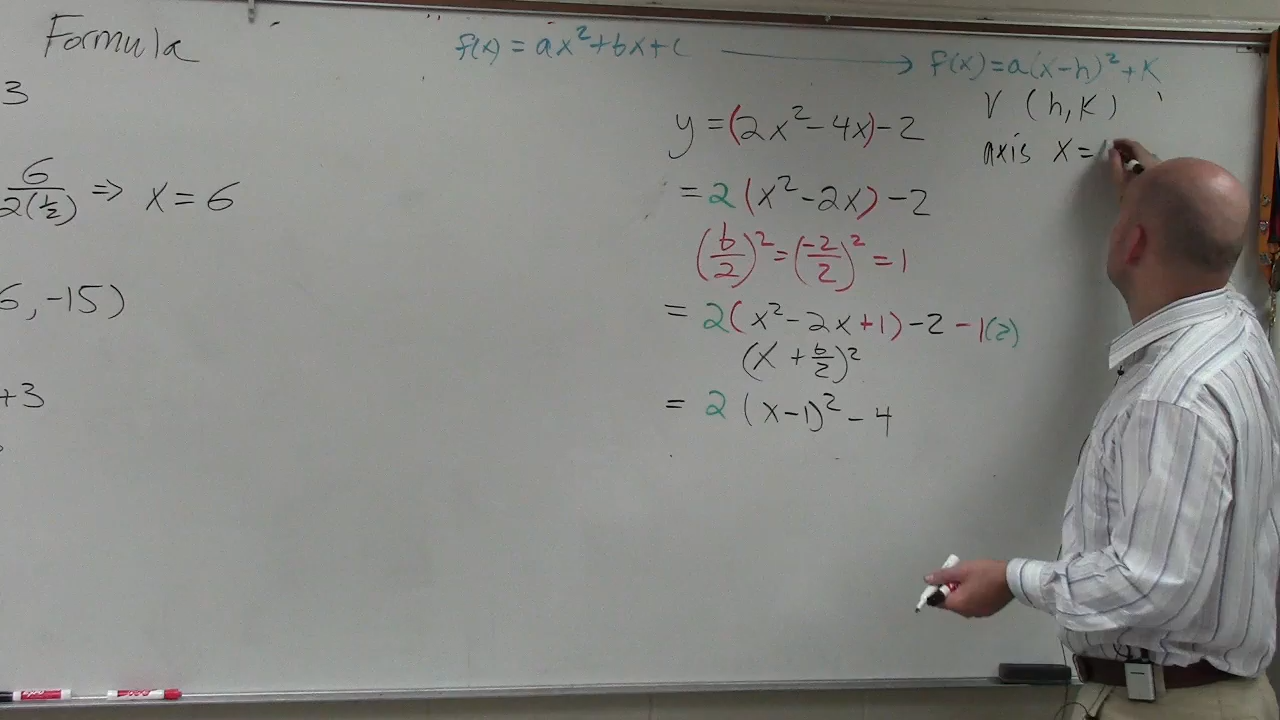 Formula
3
6/2(1/2) ⇒ x = 6
6, -15)
+3
f(x) = ax²+bx+c → f(x)=a(x-h)²+K
V (h,K)
axis x=
y = (2x²-4x)-2
= 2(x²-2x)-2
(b/2)² = (-2/2)² = 1
= 2(x²-2x+1)-2-1(2)
(x + b/2)²
= 2(x-1)²-4